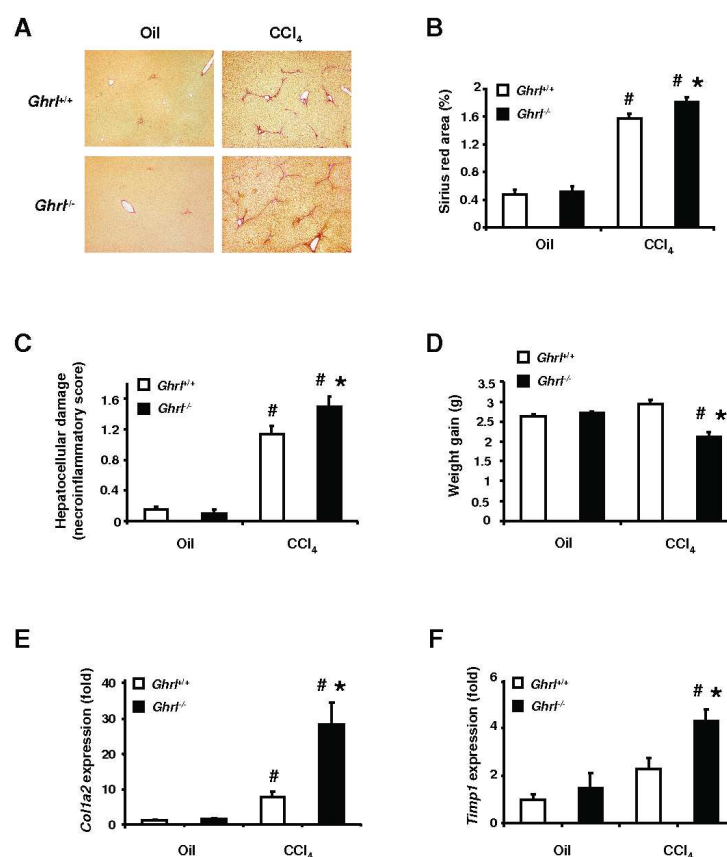 A
Oil
CCl₄
Ghrl+/+
Ghrl-/-
B
Ghrl+/+
Ghrl-/-
Sirius red area (%)
2.0
1.6
1.2
0.8
0.4
0
#
# *
Oil
CCl₄
C
Ghrl+/+
Ghrl-/-
Hepatocellular damage
(necroinflammatory score)
1.6
1.2
0.8
0.4
0
#
# *
Oil
CCl₄
D
Ghrl+/+
Ghrl-/-
Weight gain (g)
3.5
3
2.5
2
1.5
1
0.5
0
# *
Oil
CCl₄
E
Ghrl+/+
Ghrl-/-
Col1a2 expression (fold)
40
30
20
10
0
#
# *
Oil
CCl₄
F
Ghrl+/+
Ghrl-/-
Timp1 expression (fold)
6
4
2
0
# *
Oil
CCl₄